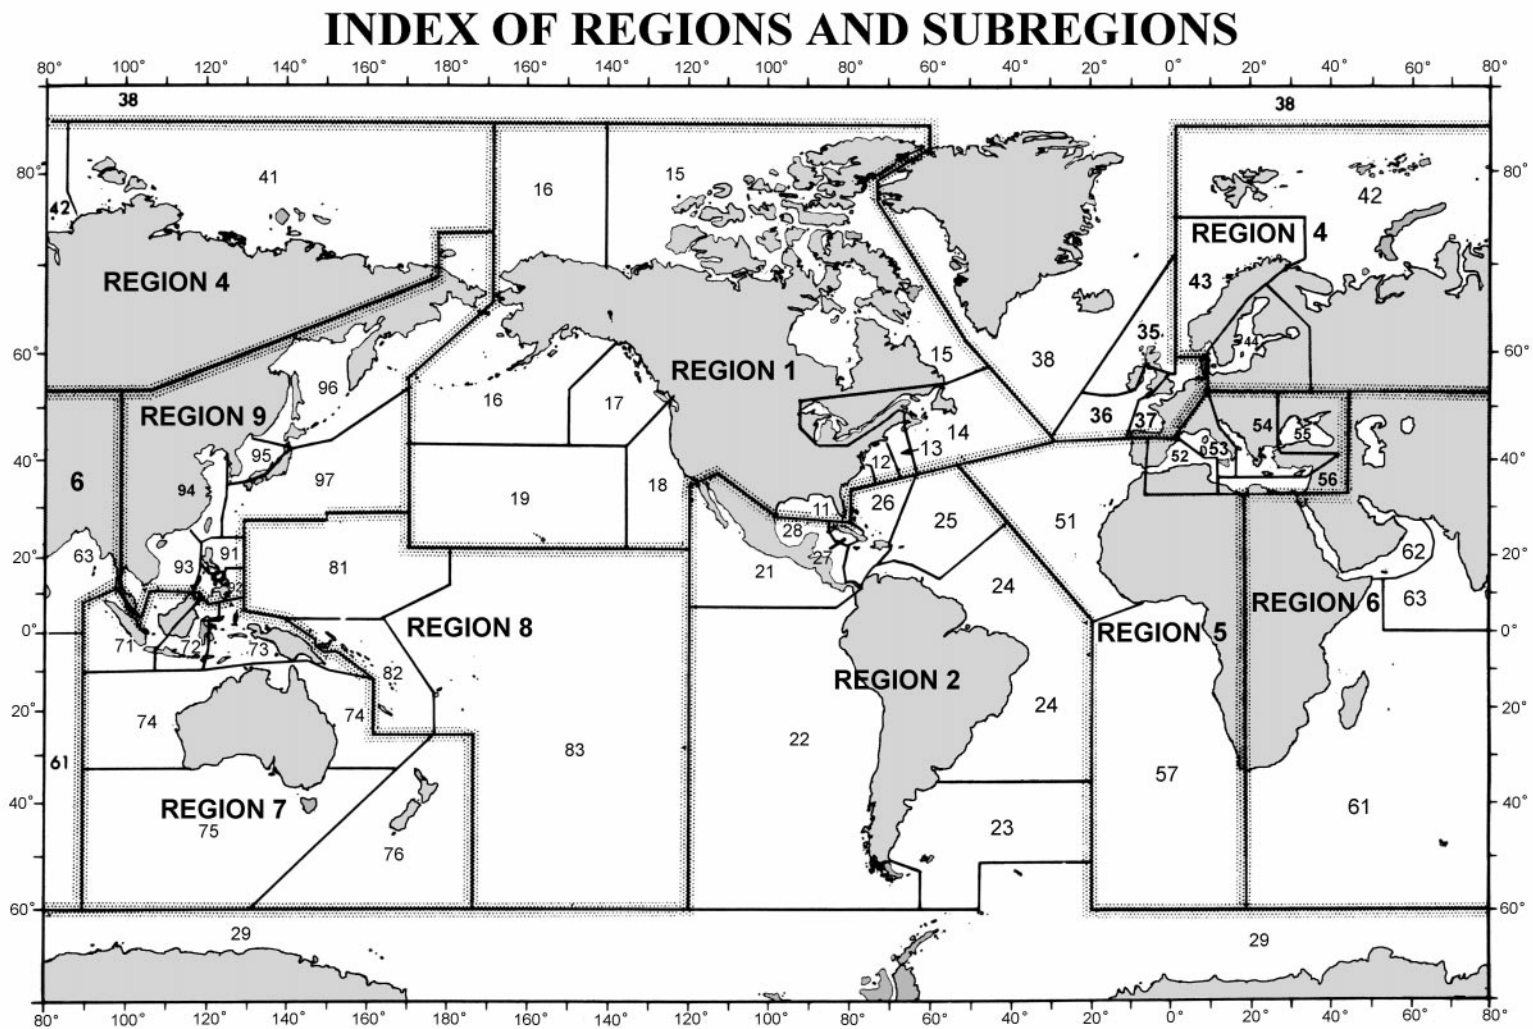 INDEX OF REGIONS AND SUBREGIONS
80° 100° 120° 140° 160° 180° 160° 140° 120° 100° 80° 60° 40° 20° 0° 20° 40° 60° 80°
38 38
80° 41 16 15 42 80°
42
REGION 4 REGION 4
43
35
60° 96 REGION 1 15 38 44 60°
REGION 9 16 17 36 37 54 55
95 14
40° 6 94 97 12 13 52 53 40°
19 18 56
11 26 25 51
63 93 91 28 27 62
20° 81 21 24 20°
REGION 8 REGION 5 REGION 6 63
0° 71 72 73 0°
82 REGION 2
20° 74 74 24 20°
61 83 22 57
40° REGION 7 61 40°
75 76 23
60° 60°
29 29
80° 100° 120° 140° 160° 180° 160° 140° 120° 100° 80° 60° 40° 20° 0° 20° 40° 60° 80°